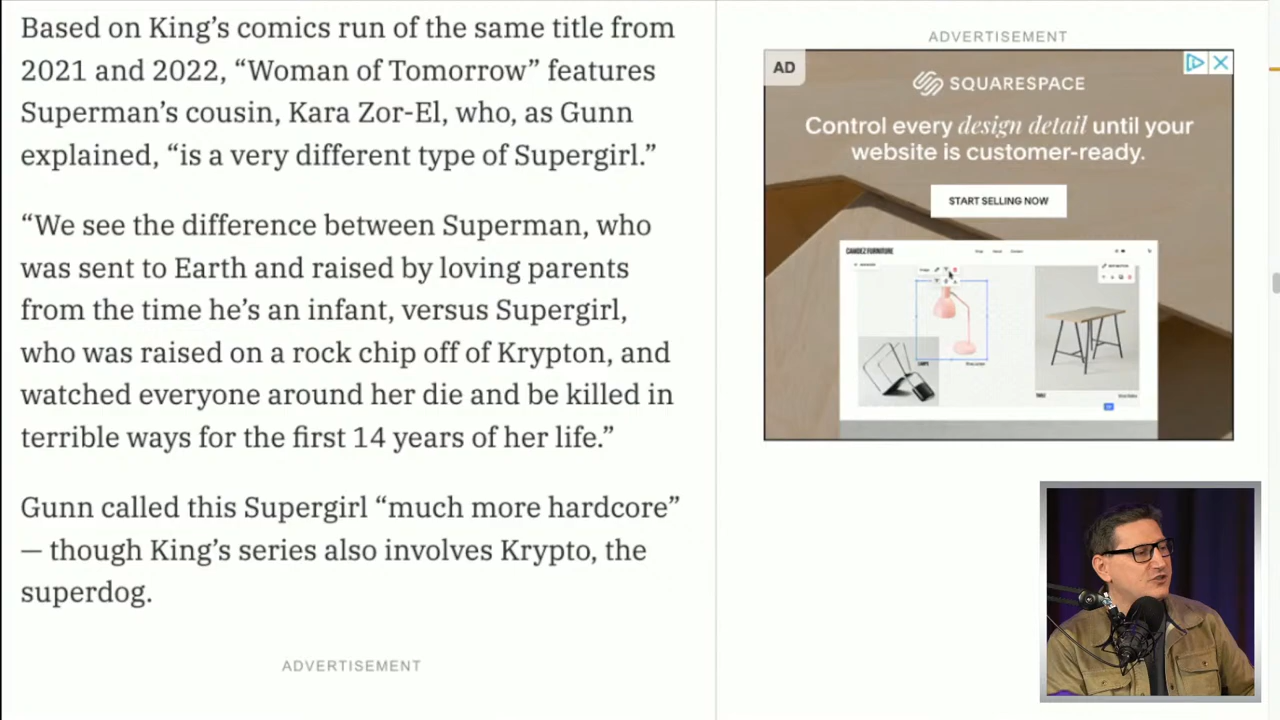 Based on King’s comics run of the same title from
2021 and 2022, “Woman of Tomorrow” features
Superman’s cousin, Kara Zor-El, who, as Gunn
explained, “is a very different type of Supergirl.”
“We see the difference between Superman, who
was sent to Earth and raised by loving parents
from the time he’s an infant, versus Supergirl,
who was raised on a rock chip off of Krypton, and
watched everyone around her die and be killed in
terrible ways for the first 14 years of her life.”
Gunn called this Supergirl “much more hardcore”
— though King’s series also involves Krypto, the
superdog.
ADVERTISEMENT
ADVERTISEMENT
AD
SQUARESPACE
Control every design detail until your
website is customer-ready.
START SELLING NOW
CANDEZ FURNITURE